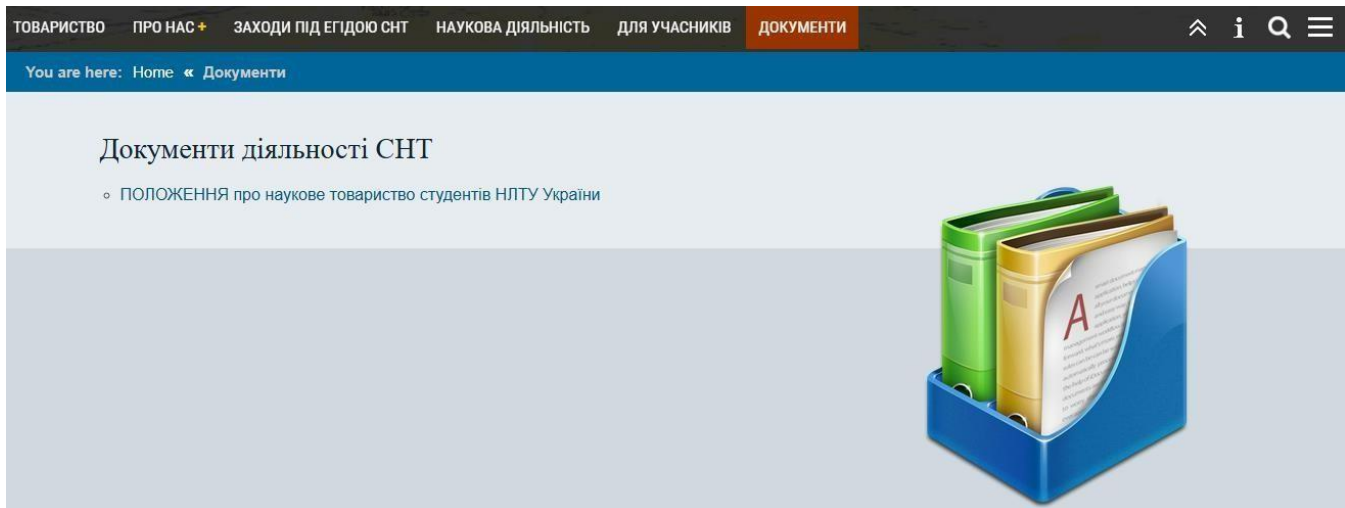 ТОВАРИСТВО ПРО НАС + ЗАХОДИ ПІД ЕГІДОЮ СНТ НАУКОВА ДІЯЛЬНІСТЬ ДЛЯ УЧАСНИКІВ ДОКУМЕНТИ
You are here: Home « Документи
Документи діяльності СНТ
ПОЛОЖЕННЯ про наукове товариство студентів НЛТУ України
A